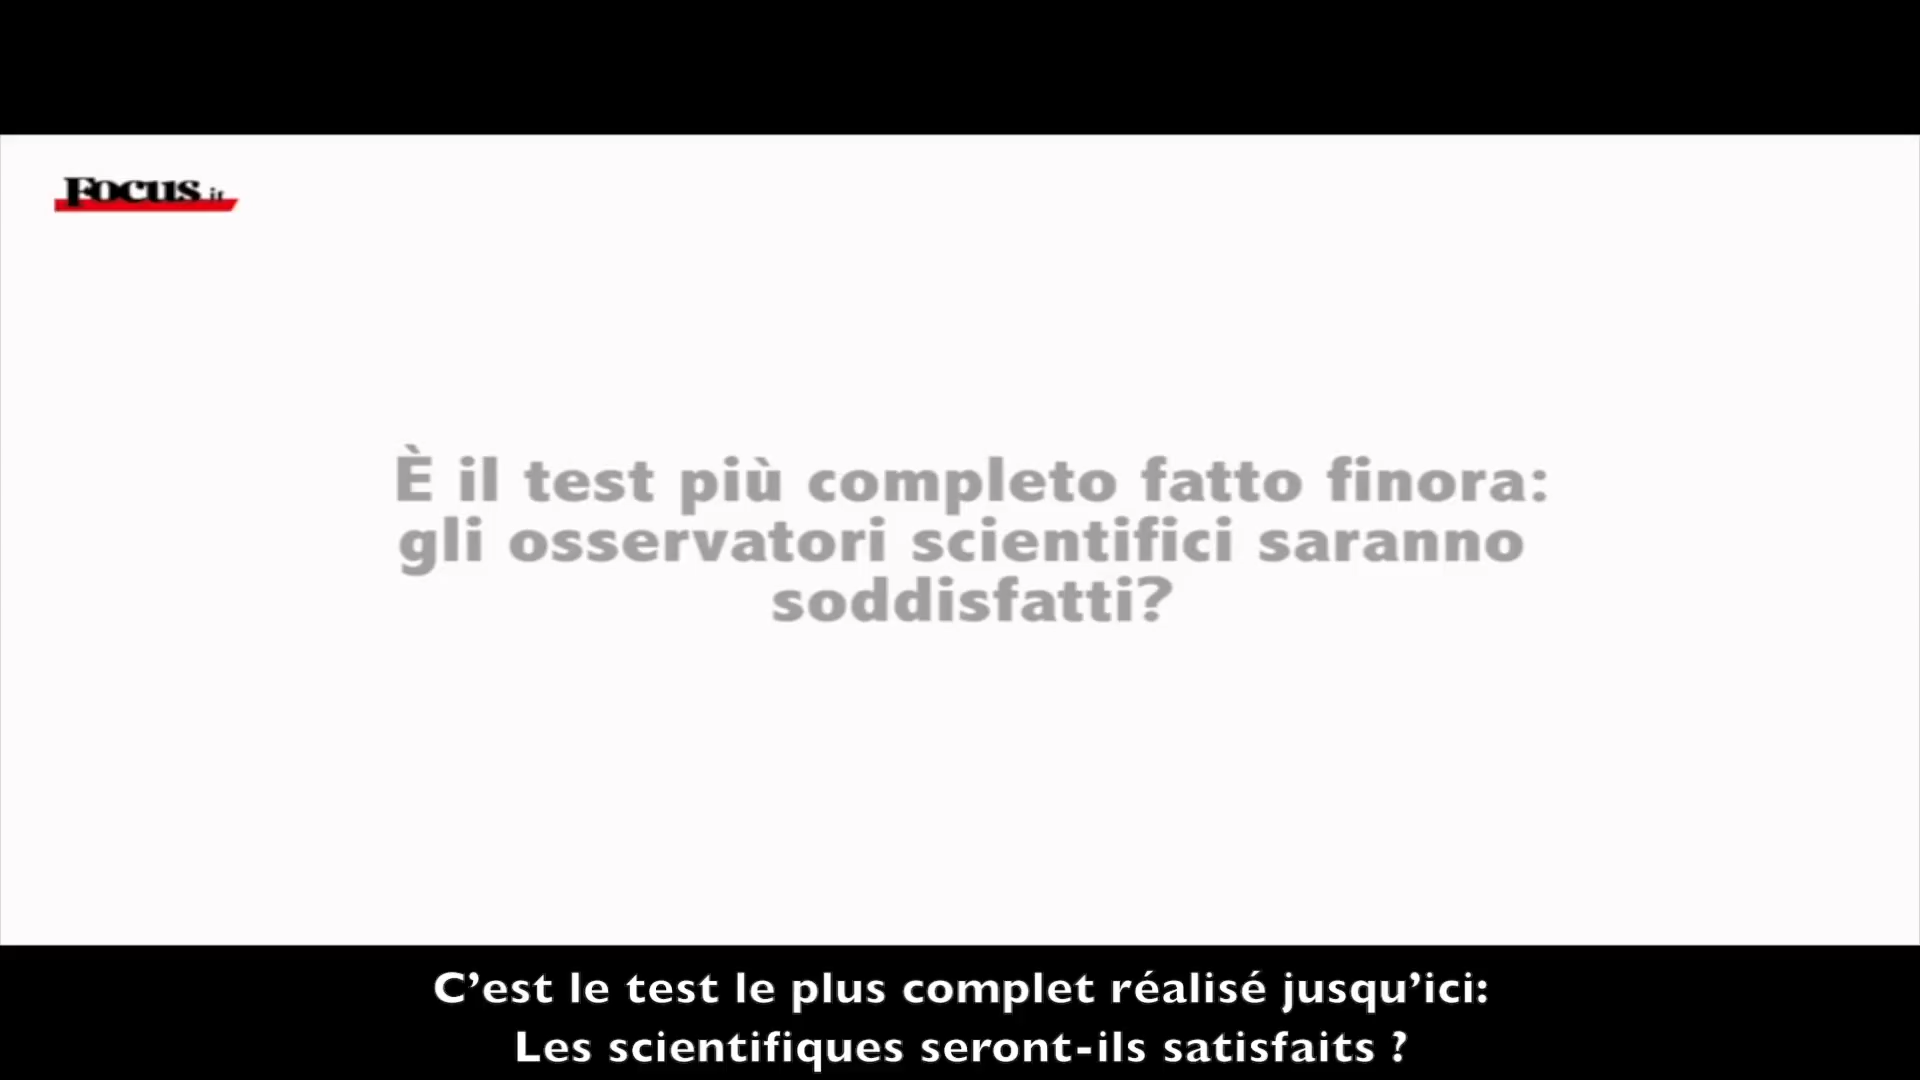 Focus.it
È il test più completo fatto finora:
gli osservatori scientifici saranno
soddisfatti?
C’est le test le plus complet réalisé jusqu’ici:
Les scientifiques seront-ils satisfaits ?